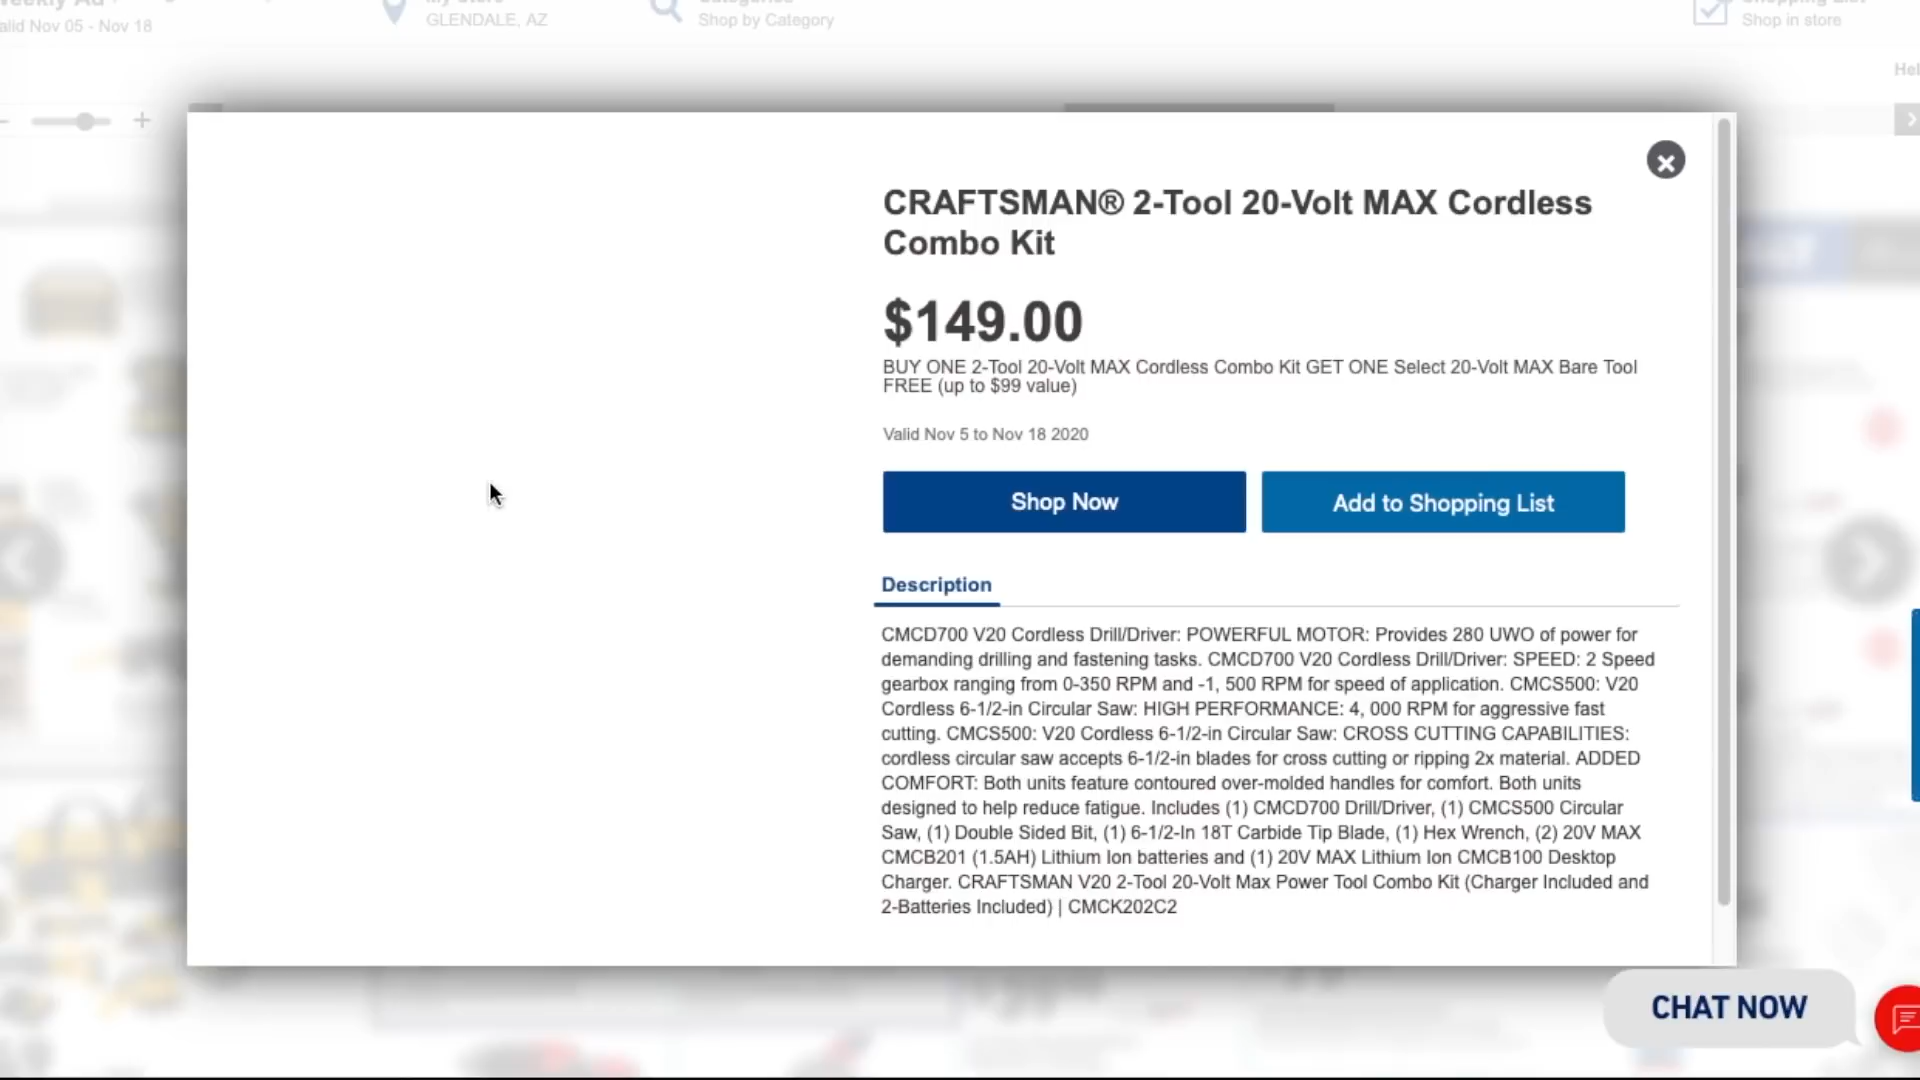 Weekly Ad
alid Nov 05 - Nov 18
My Store
GLENDALE, AZ
Categories
Shop by Category
Shopping List
Shop in store
Hel
CRAFTSMAN® 2-Tool 20-Volt MAX Cordless
Combo Kit
$149.00
BUY ONE 2-Tool 20-Volt MAX Cordless Combo Kit GET ONE Select 20-Volt MAX Bare Tool
FREE (up to $99 value)
Valid Nov 5 to Nov 18 2020
Shop Now
Add to Shopping List
Description
CMCD700 V20 Cordless Drill/Driver: POWERFUL MOTOR: Provides 280 UWO of power for
demanding drilling and fastening tasks. CMCD700 V20 Cordless Drill/Driver: SPEED: 2 Speed
gearbox ranging from 0-350 RPM and -1, 500 RPM for speed of application. CMCS500: V20
Cordless 6-1/2-in Circular Saw: HIGH PERFORMANCE: 4, 000 RPM for aggressive fast
cutting. CMCS500: V20 Cordless 6-1/2-in Circular Saw: CROSS CUTTING CAPABILITIES:
cordless circular saw accepts 6-1/2-in blades for cross cutting or ripping 2x material. ADDED
COMFORT: Both units feature contoured over-molded handles for comfort. Both units
designed to help reduce fatigue. Includes (1) CMCD700 Drill/Driver, (1) CMCS500 Circular
Saw, (1) Double Sided Bit, (1) 6-1/2-In 18T Carbide Tip Blade, (1) Hex Wrench, (2) 20V MAX
CMCB201 (1.5AH) Lithium Ion batteries and (1) 20V MAX Lithium Ion CMCB100 Desktop
Charger. CRAFTSMAN V20 2-Tool 20-Volt Max Power Tool Combo Kit (Charger Included and
2-Batteries Included) | CMCK202C2
CHAT NOW